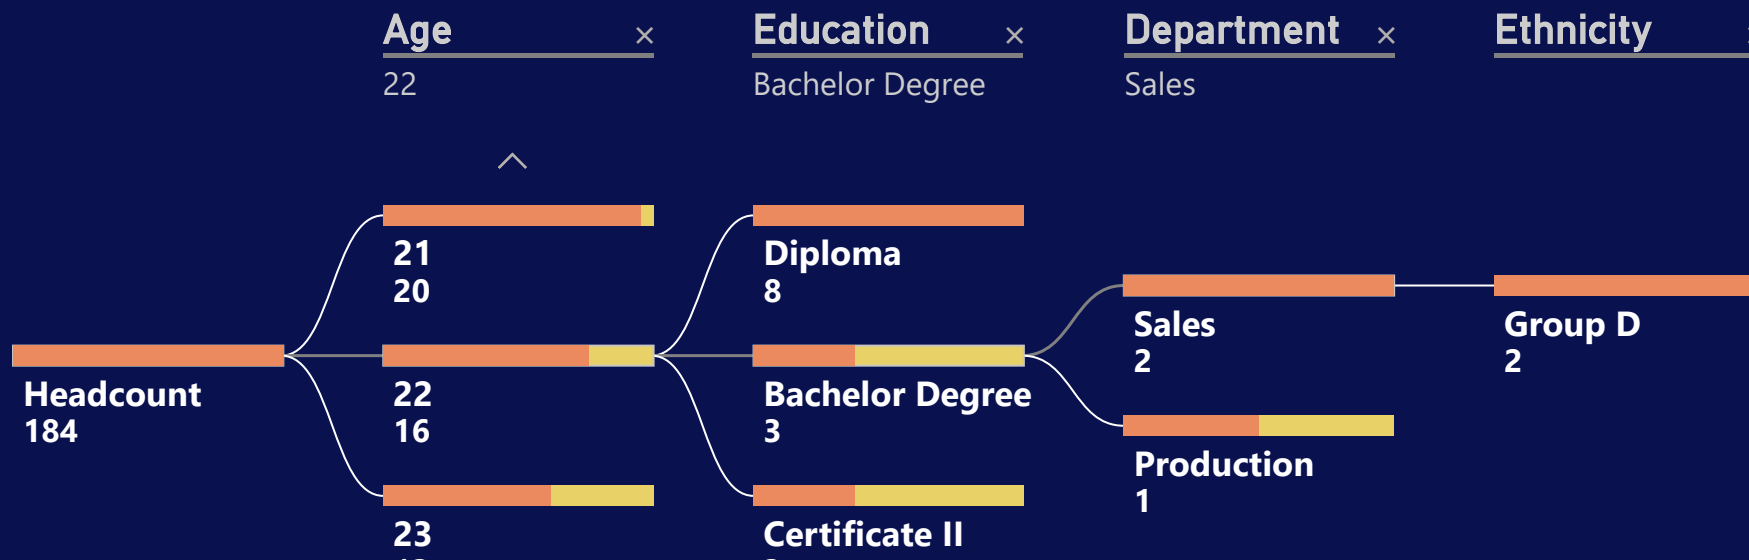 Age
Education
Department
Ethnicity
22
Bachelor Degree
Sales
21
20
Diploma
8
Sales
2
Group D
2
Headcount
184
22
16
Bachelor Degree
3
Production
1
23
Certificate II